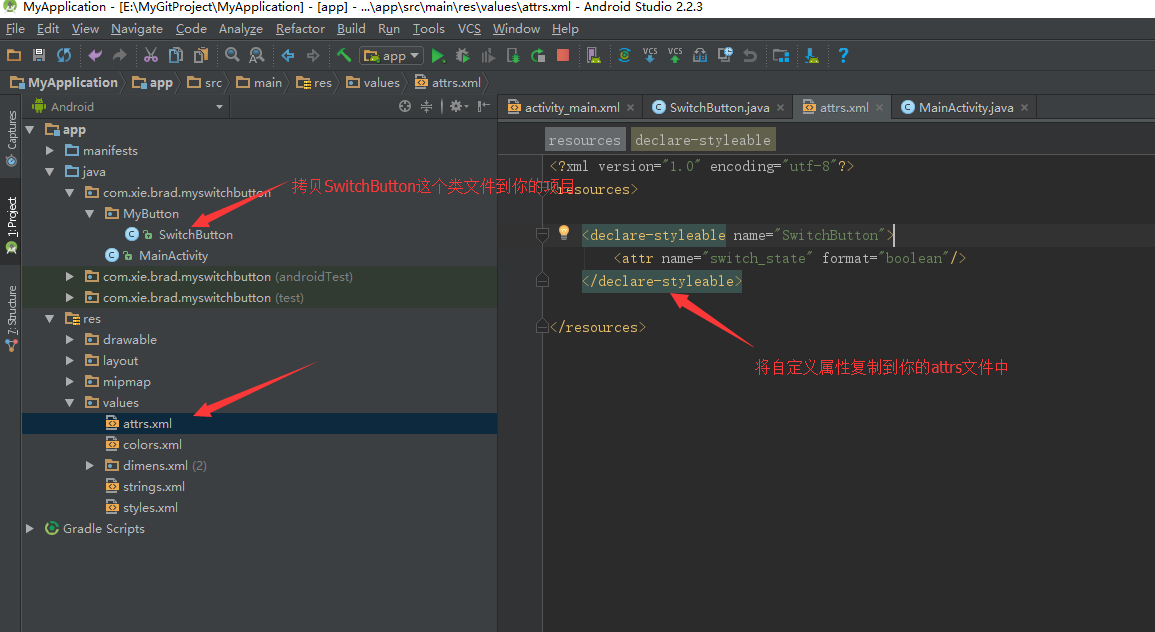 MyApplication - [E:\MyGitProject\MyApplication] - [app] - ...\app\src\main\res\values\attrs.xml - Android Studio 2.2.3
File Edit View Navigate Code Analyze Refactor Build Run Tools VCS Window Help
app
VCS VCS
MyApplication app src main res values attrs.xml
Captures
1: Project
7: Structure
Android
app
manifests
java
com.xie.brad.myswitchbutton
MyButton
SwitchButton
MainActivity
com.xie.brad.myswitchbutton (androidTest)
com.xie.brad.myswitchbutton (test)
res
drawable
layout
mipmap
values
attrs.xml
colors.xml
dimens.xml (2)
strings.xml
styles.xml
Gradle Scripts
拷贝SwitchButton这个类文件到你的项目
activity_main.xml SwitchButton.java attrs.xml MainActivity.java
resources declare-styleable
<?xml version="1.0" encoding="utf-8"?>
resources>
<declare-styleable name="SwitchButton">
<attr name="switch_state" format="boolean"/>
</declare-styleable>
</resources>
将自定义属性复制到你的attrs文件中